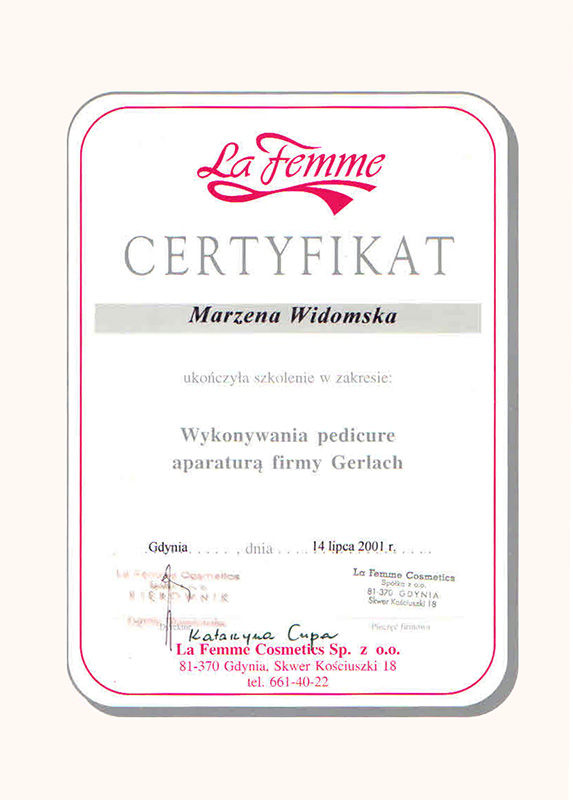 La Femme
CERTYFIKAT
Marzena Widomska
ukończyła szkolenie w zakresie:
Wykonywania pedicure
aparaturą firmy Gerlach
Gdynia......, dnia .... 14 lipca 2001 r. ....
La Femme Cosmetics
KIEROWNIK
La Femme Cosmetics
Spółka z o.o.
81-370 GDYNIA
Skwer Kościuszki 18
Dyrektor
Pieczęć firmowa
Katarzyna Cupa
La Femme Cosmetics Sp. z o.o.
81-370 Gdynia, Skwer Kościuszki 18
tel. 661-40-22